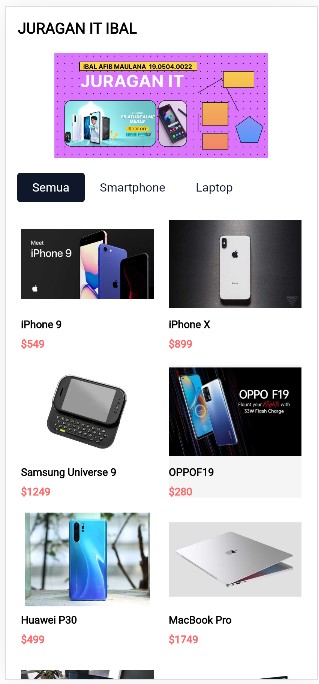 JURAGAN IT IBAL
IBAL AFIB MAULANA 19.0504.0022
JURAGAN IT
Semua
Smartphone
Laptop
Meet
iPhone 9
iPhone 9
$549
iPhone X
$899
Samsung Universe 9
$1249
OPPO F19
33W Flash Charge
OPPOF19
$280
Huawei P30
$499
MacBook Pro
$1749